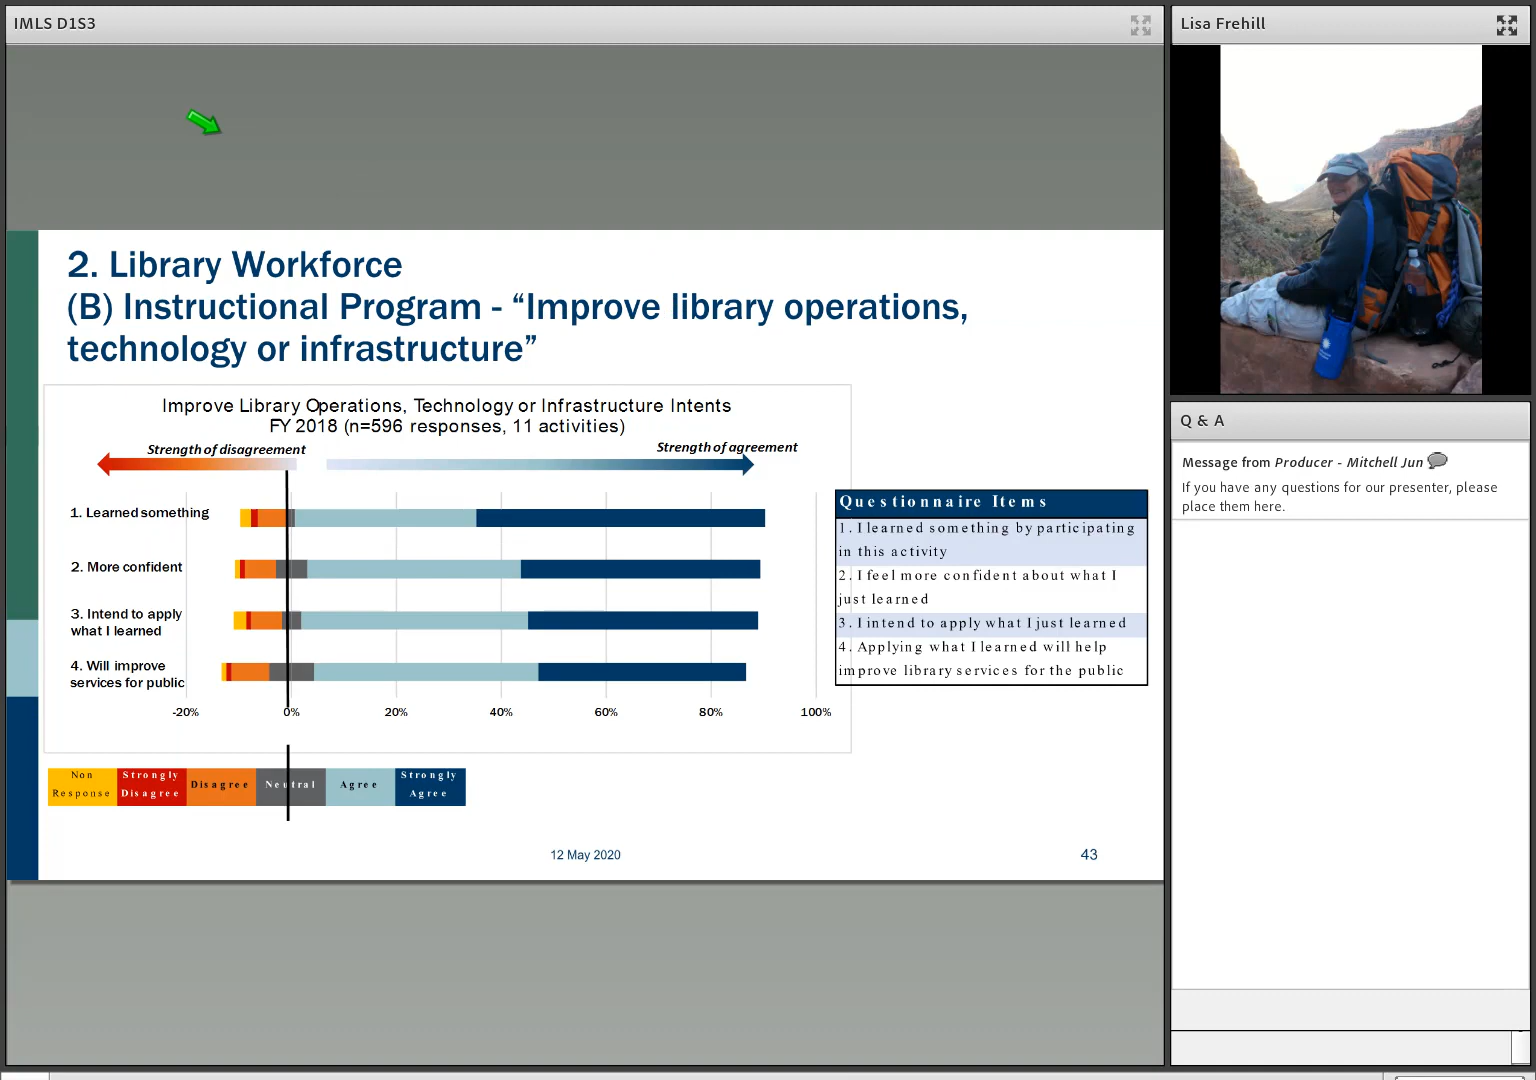 IMLS D1S3
2. Library Workforce
(B) Instructional Program - “Improve library operations,
technology or infrastructure”
Improve Library Operations, Technology or Infrastructure Intents
FY 2018 (n=596 responses, 11 activities)
Strength of disagreement
Strength of agreement
1. Learned something
2. More confident
3. Intend to apply
what I learned
4. Will improve
services for public
-20% 0% 20% 40% 60% 80% 100%
Questionnaire Items
1. I learned something by participating
in this activity
2. I feel more confident about what I
just learned
3. I intend to apply what I just learned
4. Applying what I learned will help
improve library services for the public
Non
Response
Strongly
Disagree
Disagree
Neutral
Agree
Strongly
Agree
12 May 2020
43
Lisa Frehill
Q & A
Message from Producer - Mitchell Jun
If you have any questions for our presenter, please
place them here.